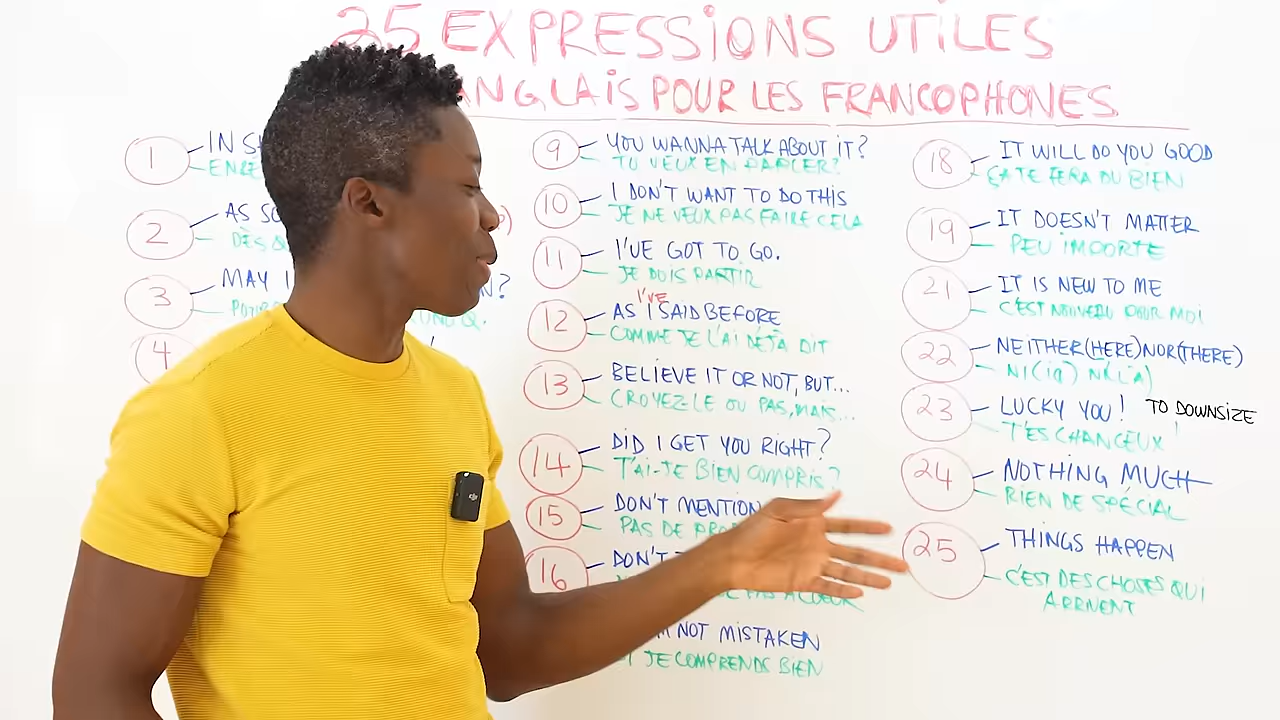 25 EXPRESSIONS UTILES
ANGLAIS POUR LES FRANCOPHONES
1
2
AS
DÈS
3
MAY I
?
4
9
YOU WANNA TALK ABOUT IT?
TU VEUX EN PARLER?
10
I DON'T WANT TO DO THIS
JE NE VEUX PAS FAIRE CELA
11
I'VE GOT TO GO.
JE DOIS PARTIR
12
I'VE
AS I SAID BEFORE
COMME JE L'AI DÉJÀ DIT
13
BELIEVE IT OR NOT, BUT...
CROYEZ-LE OU PAS, MAIS...
14
DID I GET YOU RIGHT?
T'AI-JE BIEN COMPRIS?
15
DON'T MENTION
PAS DE
16
DON'T
PAS À COEUR
NOT MISTAKEN
JE COMPRENDS BIEN
18
IT WILL DO YOU GOOD
ÇA TE FERA DU BIEN
19
IT DOESN'T MATTER
PEU IMPORTE
21
IT IS NEW TO ME
C'EST NOUVEAU POUR MOI
22
NEITHER (HERE) NOR (THERE)
NI (ICI) NI (LÀ)
23
LUCKY YOU! TO DOWNSIZE
T'ES CHANCEUX!
24
NOTHING MUCH
RIEN DE SPÉCIAL
25
THINGS HAPPEN
C'EST DES CHOSES QUI
ARRIVENT